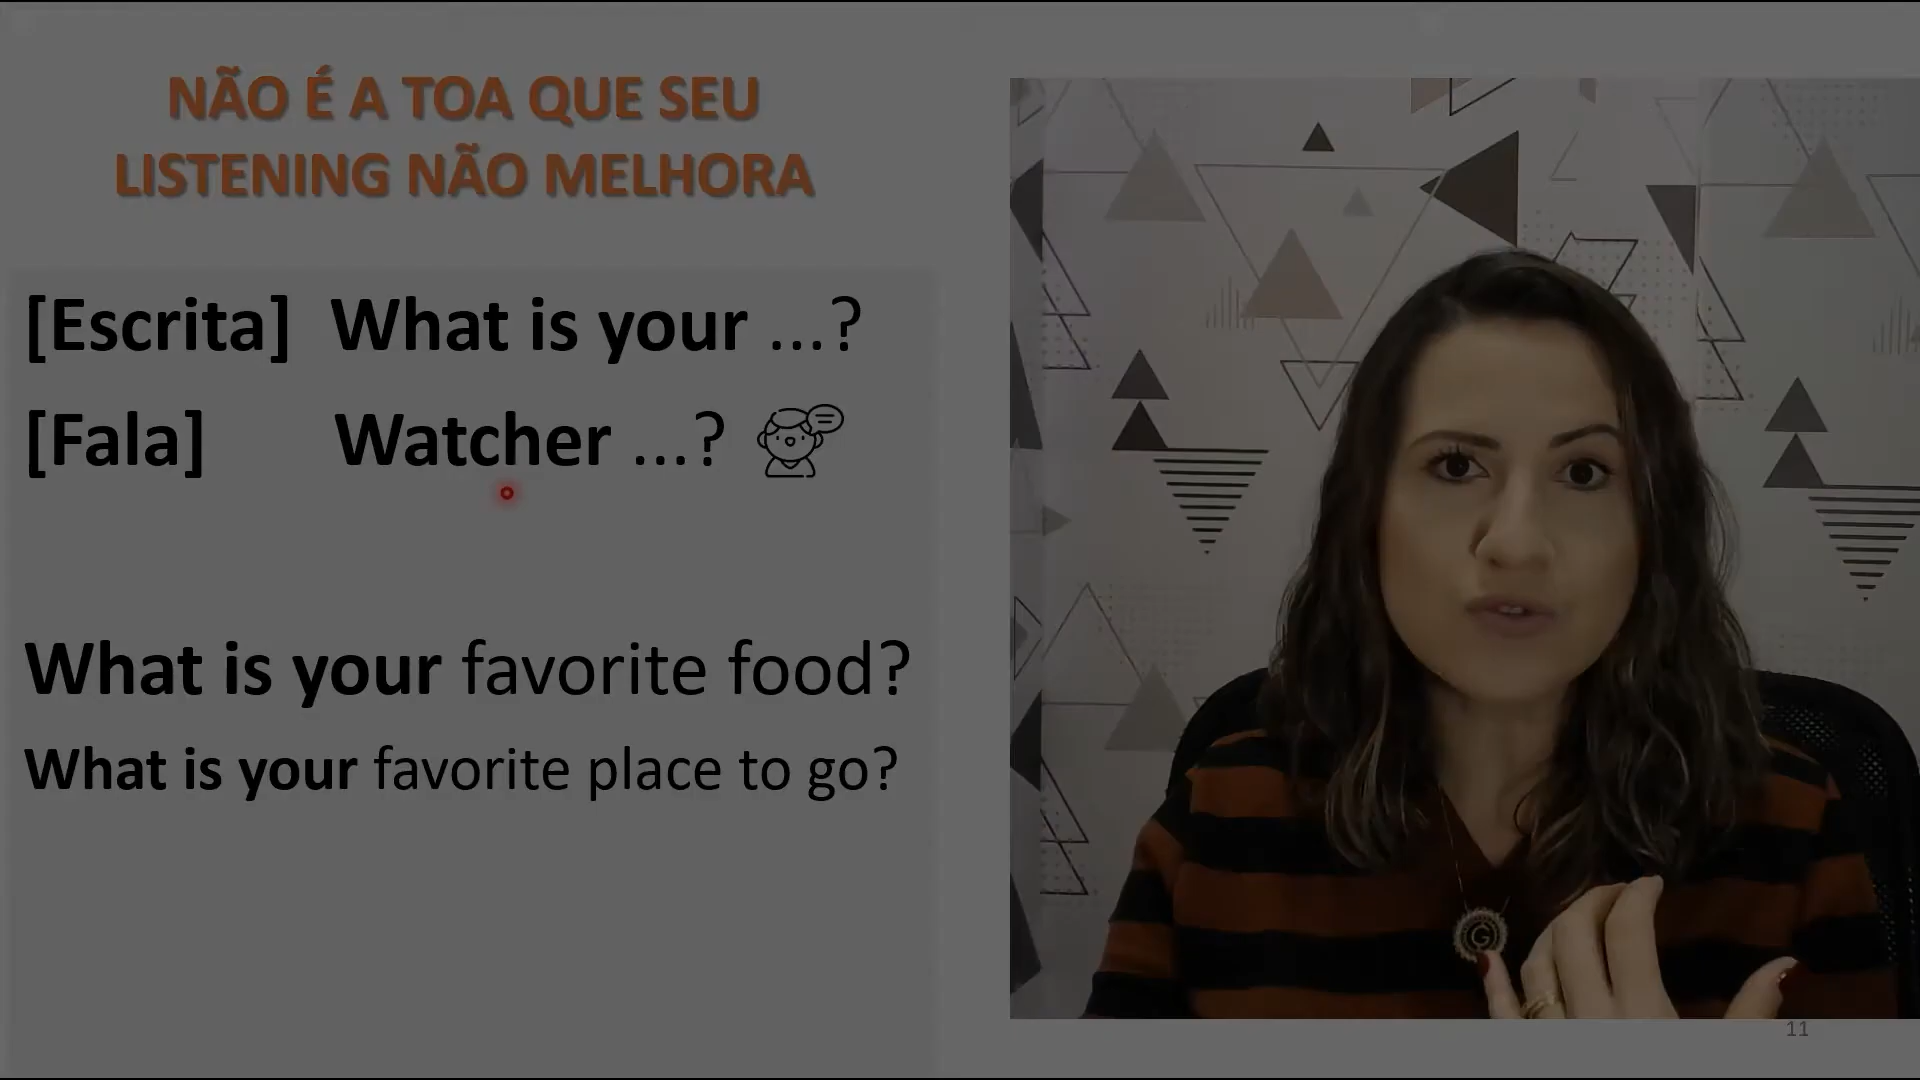 NÃO É A TOA QUE SEU
LISTENING NÃO MELHORA
[Escrita] What is your ...?
[Fala] Watcher ...?
What is your favorite food?
What is your favorite place to go?
G
11